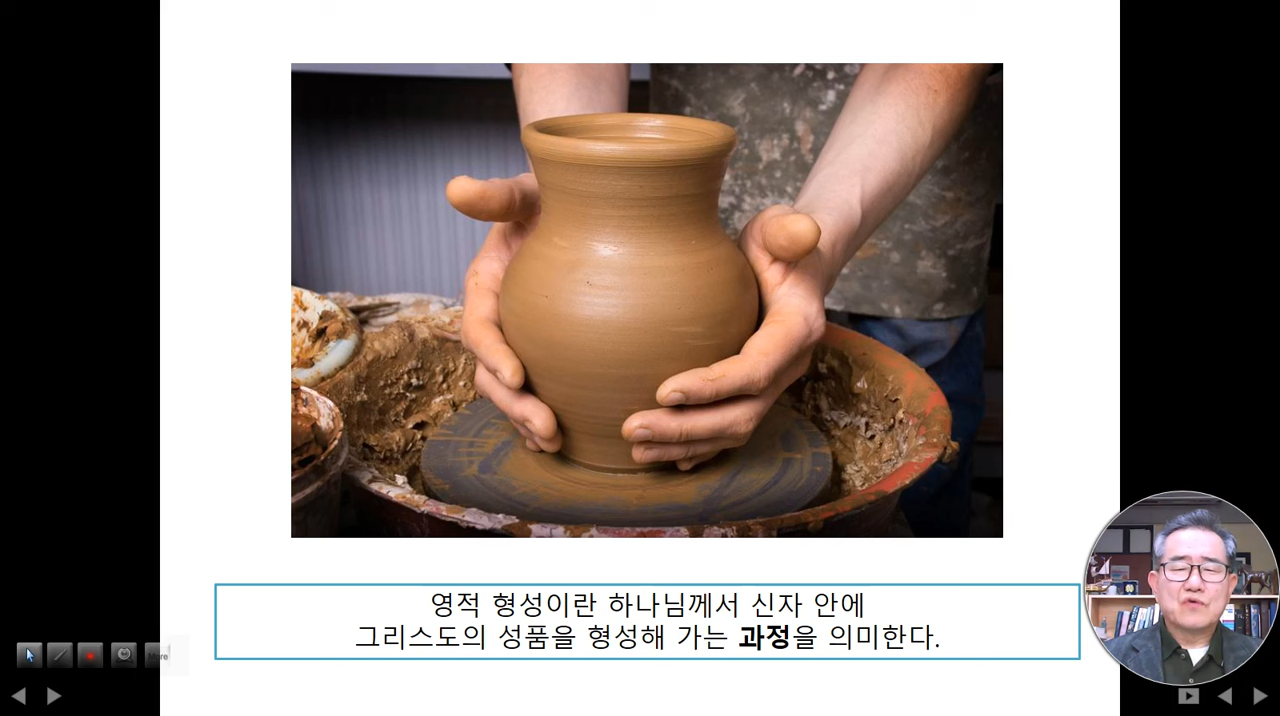 영적 형성이란 하나님께서 신자 안에
그리스도의 성품을 형성해 가는 과정을 의미한다.
More